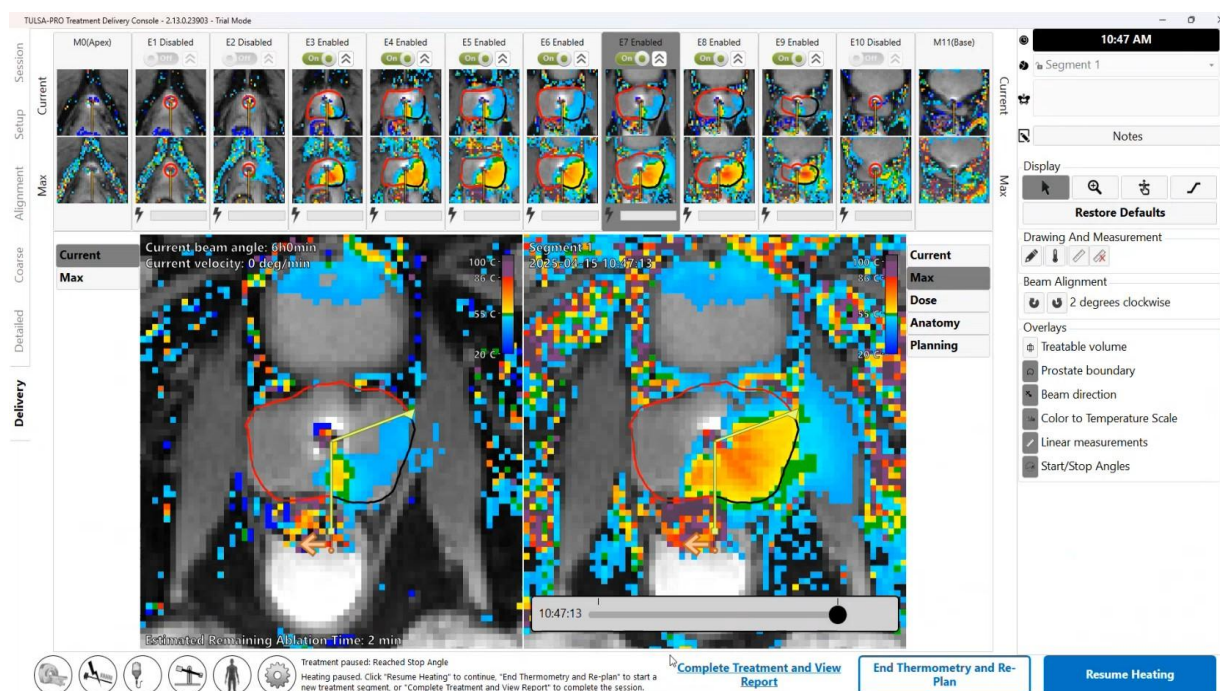 TULSA-PRO Treatment Delivery Console - 2.13.0.23903 - Trial Mode
Session
Setup
Alignment
Coarse
Detailed
Delivery
Current
Max
M0(Apex)
E1 Disabled
E2 Disabled
E3 Enabled
E4 Enabled
E5 Enabled
E6 Enabled
E7 Enabled
E8 Enabled
E9 Enabled
E10 Disabled
M11(Base)
Off
Off
On
On
On
On
On
On
On
Off
Current
Max
Current
Max
Current beam angle: 6h0min
Current velocity: 0 deg/min
100 C
86 C
55 C
20 C
Estimated Remaining Ablation Time: 2 min
Segment 1
2025-04-15 10:47:13
100 C
86 C
55 C
20 C
10:47:13
Current
Max
Dose
Anatomy
Planning
10:47 AM
Segment 1
Notes
Display
Restore Defaults
Drawing And Measurement
Beam Alignment
2 degrees clockwise
Overlays
Treatable volume
Prostate boundary
Beam direction
Color to Temperature Scale
Linear measurements
Start/Stop Angles
Treatment paused: Reached Stop Angle
Heating paused. Click "Resume Heating" to continue, "End Thermometry and Re-plan" to start a
new treatment segment, or "Complete Treatment and View Report" to complete the session.
Complete Treatment and View
Report
End Thermometry and Re-
Plan
Resume Heating